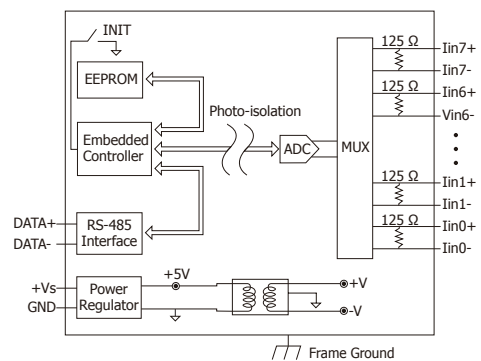 INIT
EEPROM
Embedded
Controller
Photo-isolation
ADC
MUX
125 Ω
Iin7+
Iin7-
125 Ω
Iin6+
Vin6-
125 Ω
Iin1+
Iin1-
125 Ω
Iin0+
Iin0-
DATA+
DATA-
RS-485
Interface
+Vs
GND
Power
Regulator
+5V
+V
-V
Frame Ground